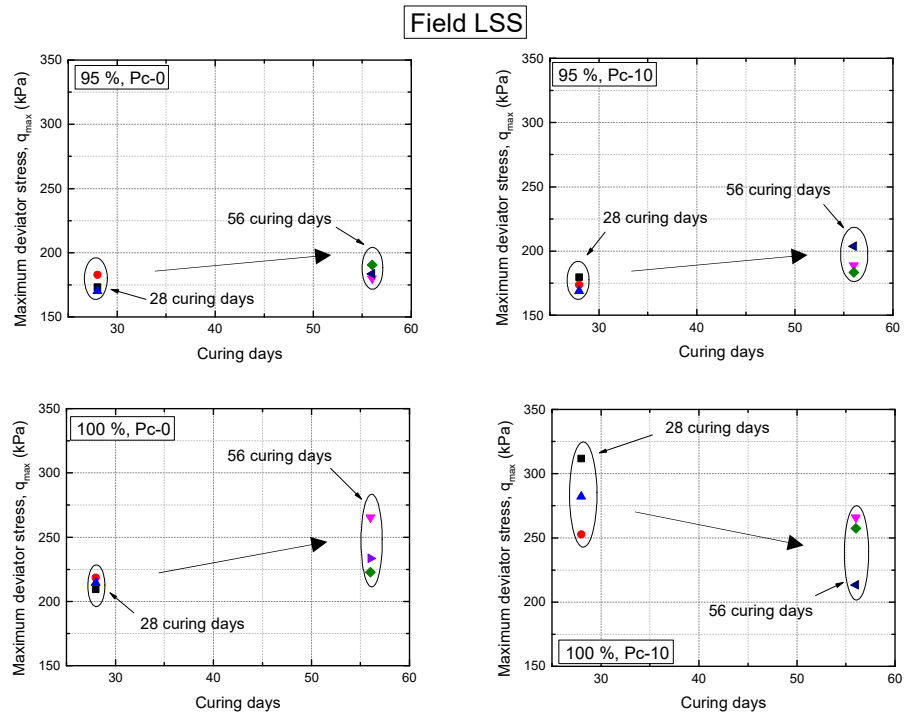 Field LSS
350
300
250
200
150
Maximum deviator stress, qmax (kPa)
95 %, Pc-0
56 curing days
28 curing days
30 40 50 60
Curing days
350
300
250
200
150
Maximum deviator stress, qmax (kPa)
95 %, Pc-10
56 curing days
28 curing days
30 40 50 60
Curing days
350
300
250
200
150
Maximum deviator stress, qmax (kPa)
100 %, Pc-0
56 curing days
28 curing days
30 40 50 60
Curing days
350
300
250
200
150
Maximum deviator stress, qmax (kPa)
28 curing days
56 curing days
100 %, Pc-10
30 40 50 60
Curing days